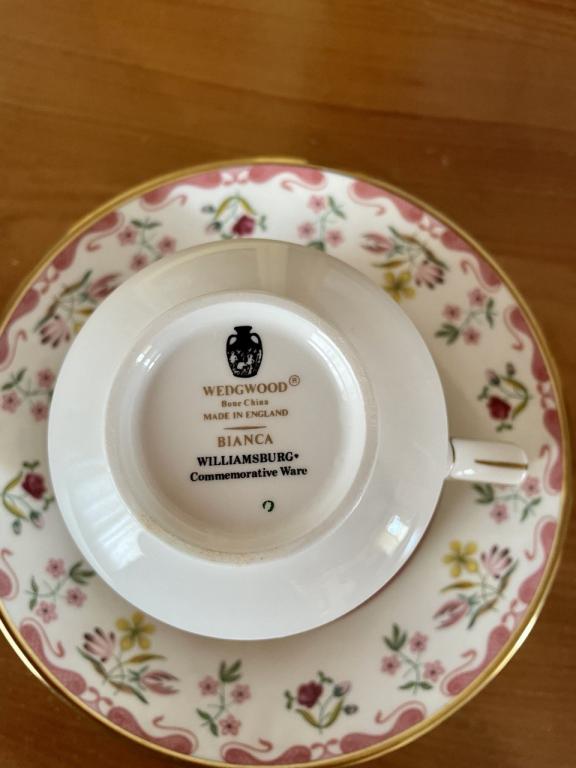 WEDGWOOD®
Bone China
MADE IN ENGLAND
BIANCA
WILLIAMSBURG*
Commemorative Ware